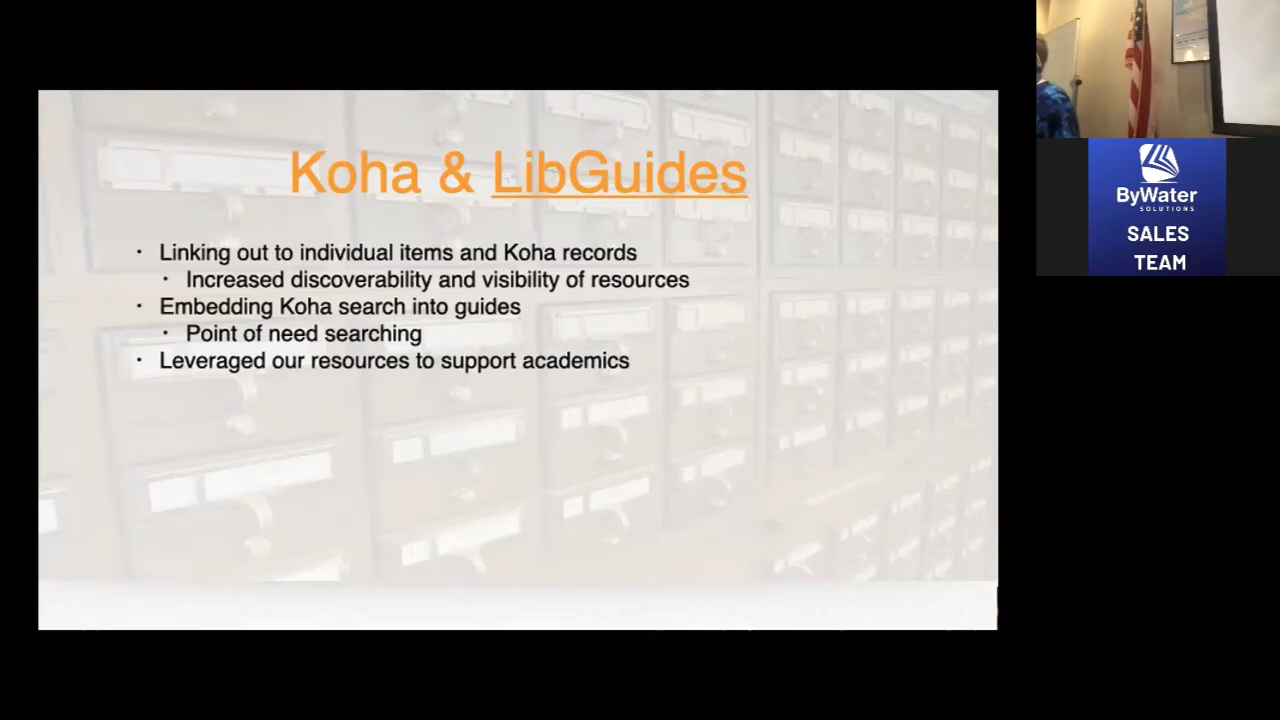 Koha & LibGuides
· Linking out to individual items and Koha records
· Increased discoverability and visibility of resources
· Embedding Koha search into guides
· Point of need searching
· Leveraged our resources to support academics
ByWater
SOLUTIONS
SALES
TEAM